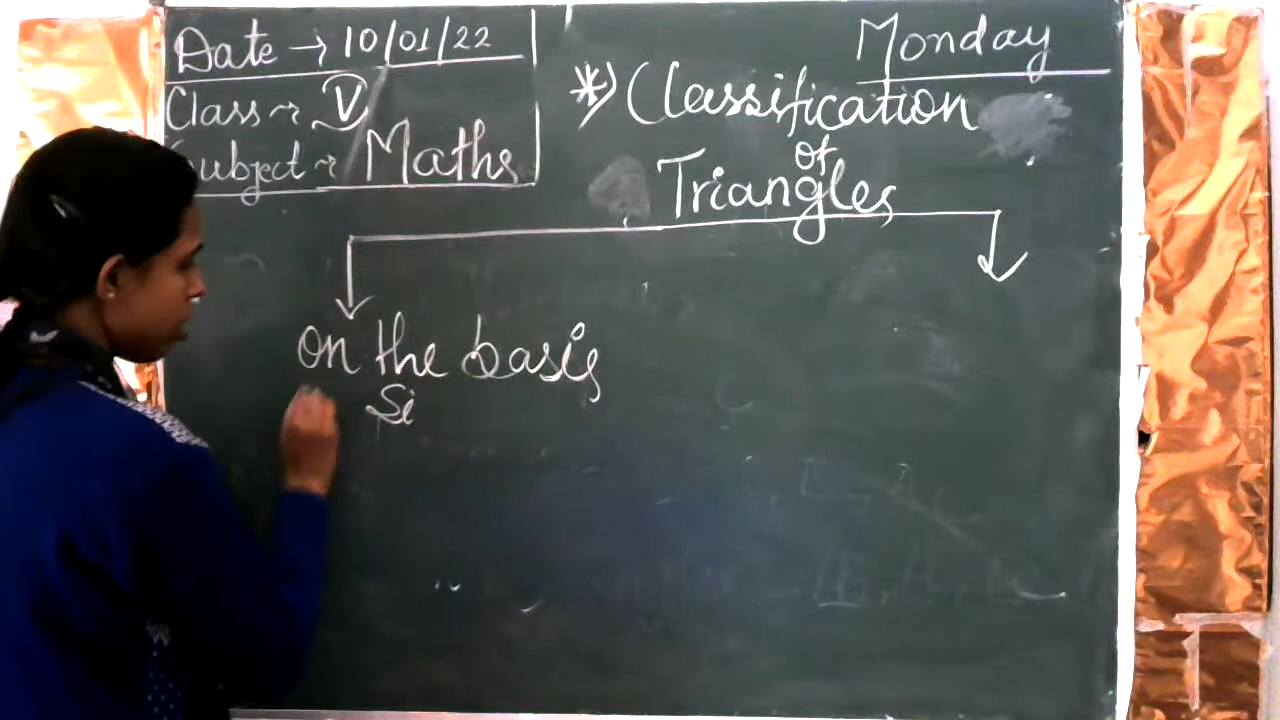 Date → 10/01/22
Class → V
Subject → Maths
Monday
*) Classification
of
Triangles
on the basis
Si